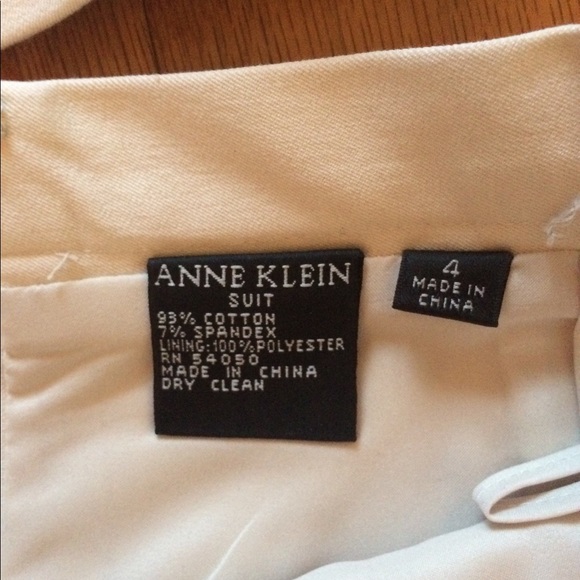 ANNE KLEIN
SUIT
93% COTTON
7% SPANDEX
LINING:100%POLYESTER
RN 54050
MADE IN CHINA
DRY CLEAN
4
MADE IN
CHINA